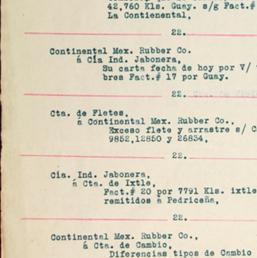 42,760 Kls. Guay. s/g Fact.#
La Contienental,
22.
Continental Mex. Rubber Co.
á Cía Ind. Jabonera,
Su carta fecha de hoy por V/
bres Fact.# 17 por Guay.
22.
Cta. de Fletes,
á Continental Mex. Rubber Co.,
Exceso flete y arrastre s/ C
9852,12850 y 26834,
22.
Cía. Ind. Jabonera,
á Cta. de Ixtle,
Fact.# 20 por 7791 Kls. ixtle
remitidos a Pedriceña,
22.
Continental Mex. Rubber Co.,
á Cta. de Cambio,
Diferencias tipos de Cambio